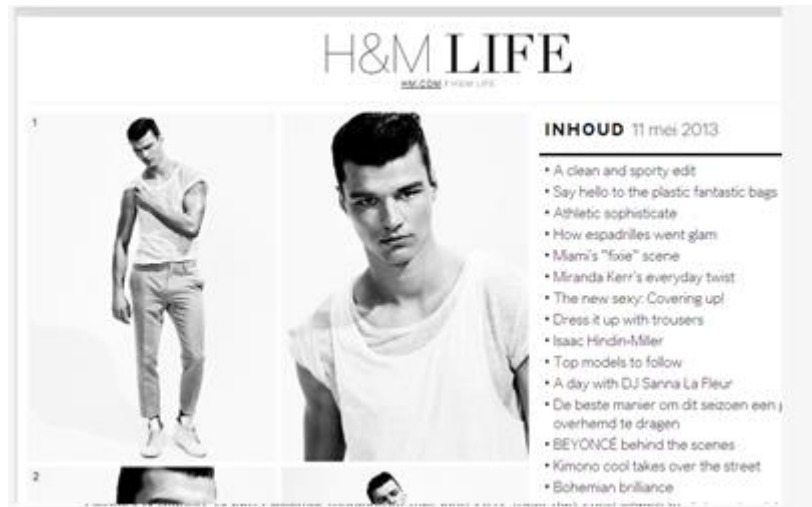 H&M LIFE
HM.COM / H&M LIFE
1
INHOUD 11 mei 2013
• A clean and sporty edit
• Say hello to the plastic fantastic bags
• Athletic sophisticate
• How espadrilles went glam
• Miami's "fixie" scene
• Miranda Kerr's everyday twist
• The new sexy: Covering up!
• Dress it up with trousers
• Isaac Hindin-Miller
• Top models to follow
• A day with DJ Sanna La Fleur
• De beste manier om dit seizoen een
overhemd te dragen
• BEYONCÉ behind the scenes
• Kimono cool takes over the street
• Bohemian brilliance
2